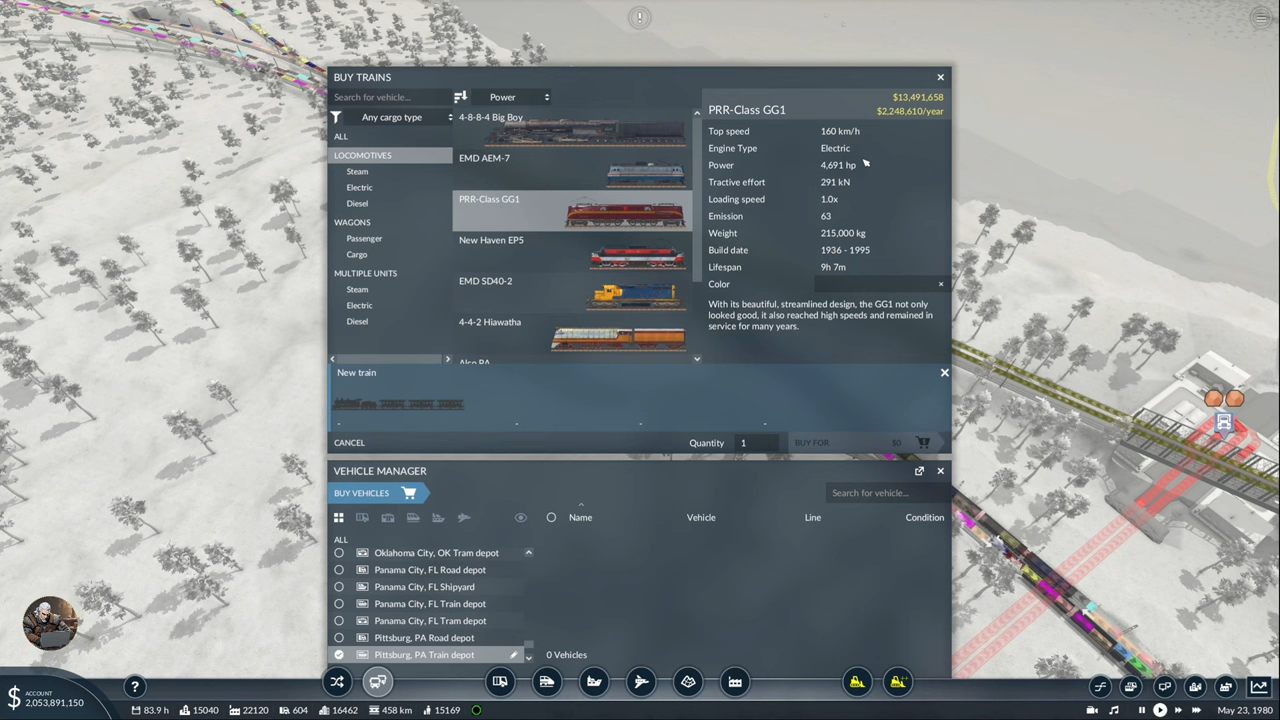 BUY TRAINS
Search for vehicle...
Power
Any cargo type
ALL
LOCOMOTIVES
Steam
Electric
Diesel
WAGONS
Passenger
Cargo
MULTIPLE UNITS
Steam
Electric
Diesel
4-8-8-4 Big Boy
EMD AEM-7
PRR-Class GG1
New Haven EP5
EMD SD40-2
4-4-2 Hiawatha
Alco PA
$13,491,658
PRR-Class GG1
$2,248,610/year
Top speed 160 km/h
Engine Type Electric
Power 4,691 hp
Tractive effort 291 kN
Loading speed 1.0x
Emission 63
Weight 215,000 kg
Build date 1936 - 1995
Lifespan 9h 7m
Color
With its beautiful, streamlined design, the GG1 not only
looked good, it also reached high speeds and remained in
service for many years.
New train
- - - -
CANCEL
Quantity 1
BUY FOR $0
VEHICLE MANAGER
BUY VEHICLES
Search for vehicle...
Name Vehicle Line Condition
ALL
Oklahoma City, OK Tram depot
Panama City, FL Road depot
Panama City, FL Shipyard
Panama City, FL Train depot
Panama City, FL Tram depot
Pittsburg, PA Road depot
Pittsburg, PA Train depot
0 Vehicles
$ ACCOUNT
2,053,891,150
?
83.9 h 15040 22120 604 16462 458 km 15169
May 23, 1980